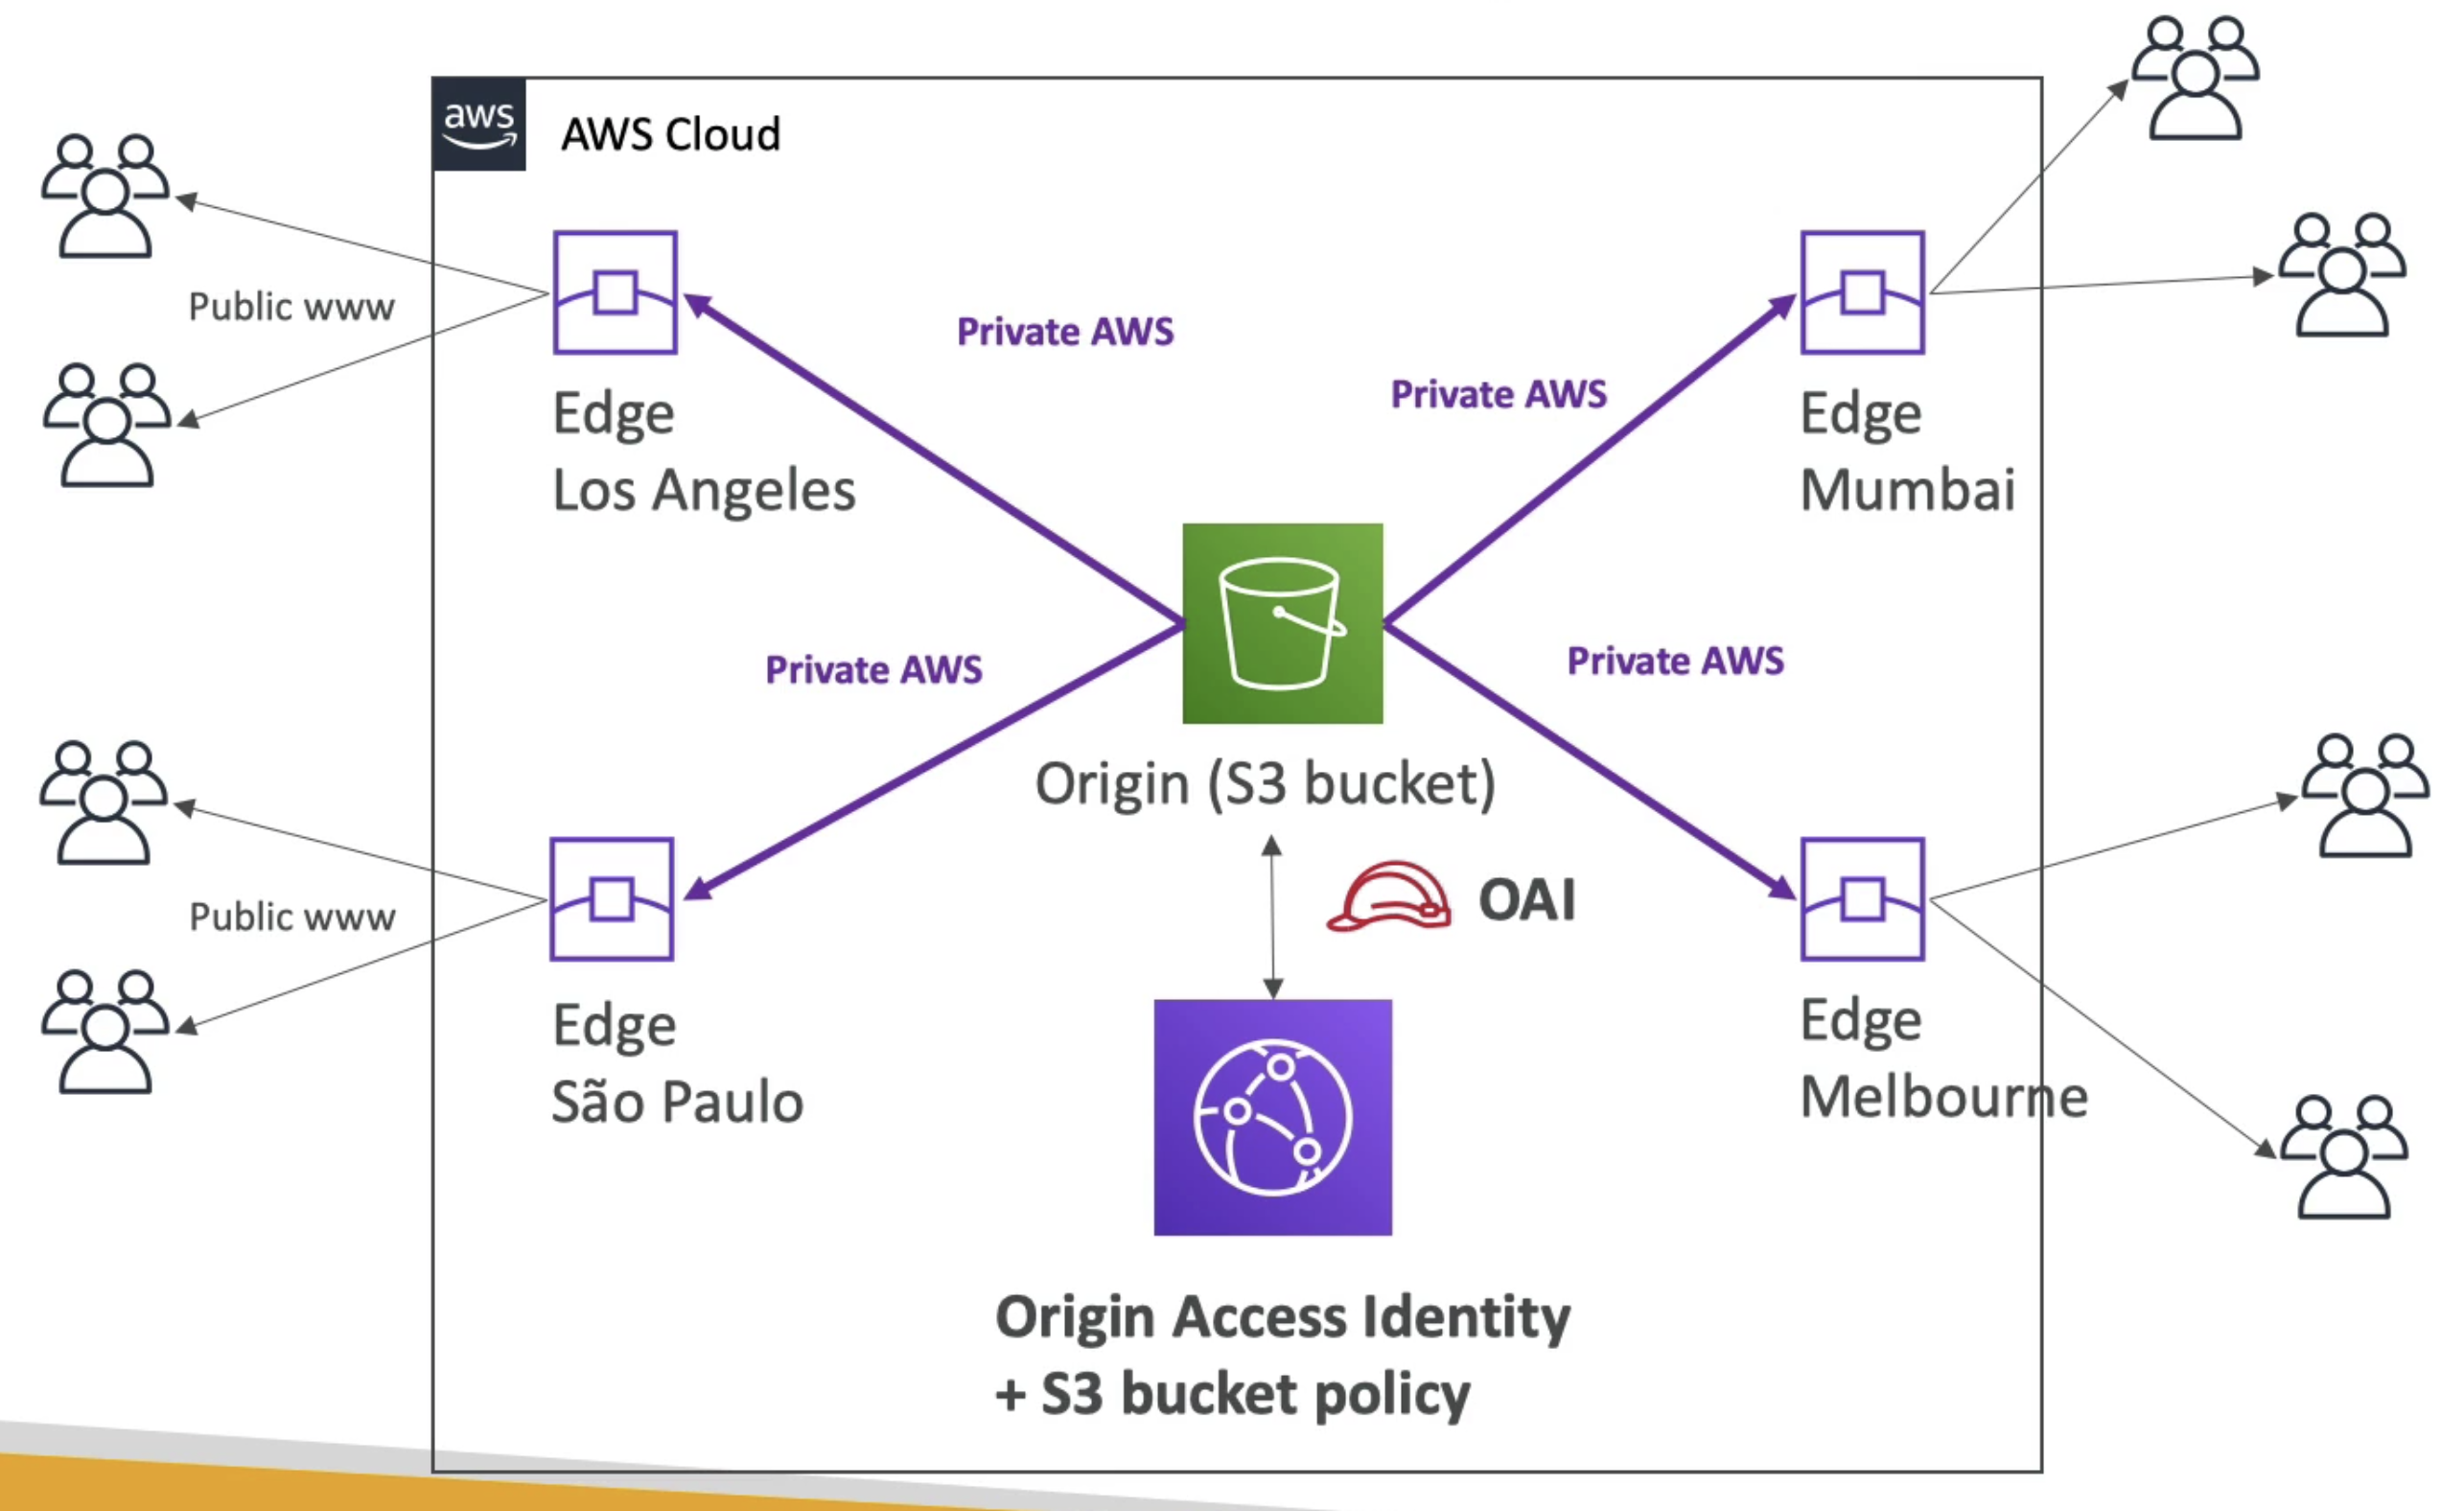 aws
AWS Cloud
Public www
Edge
Los Angeles
Private AWS
Private AWS
Edge
Mumbai
Private AWS
Private AWS
Origin (S3 bucket)
OAI
Public www
Edge
São Paulo
Edge
Melbourne
Origin Access Identity
+ S3 bucket policy